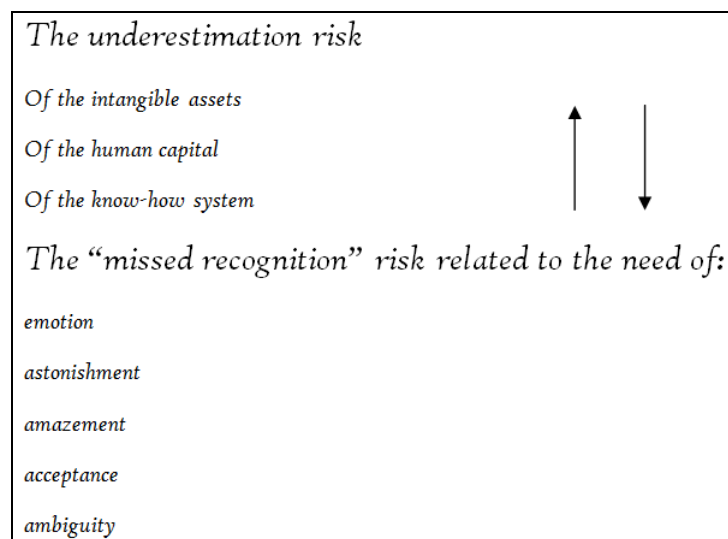 The underestimation risk
Of the intangible assets
Of the human capital
Of the know-how system
The “missed recognition” risk related to the need of:
emotion
astonishment
amazement
acceptance
ambiguity